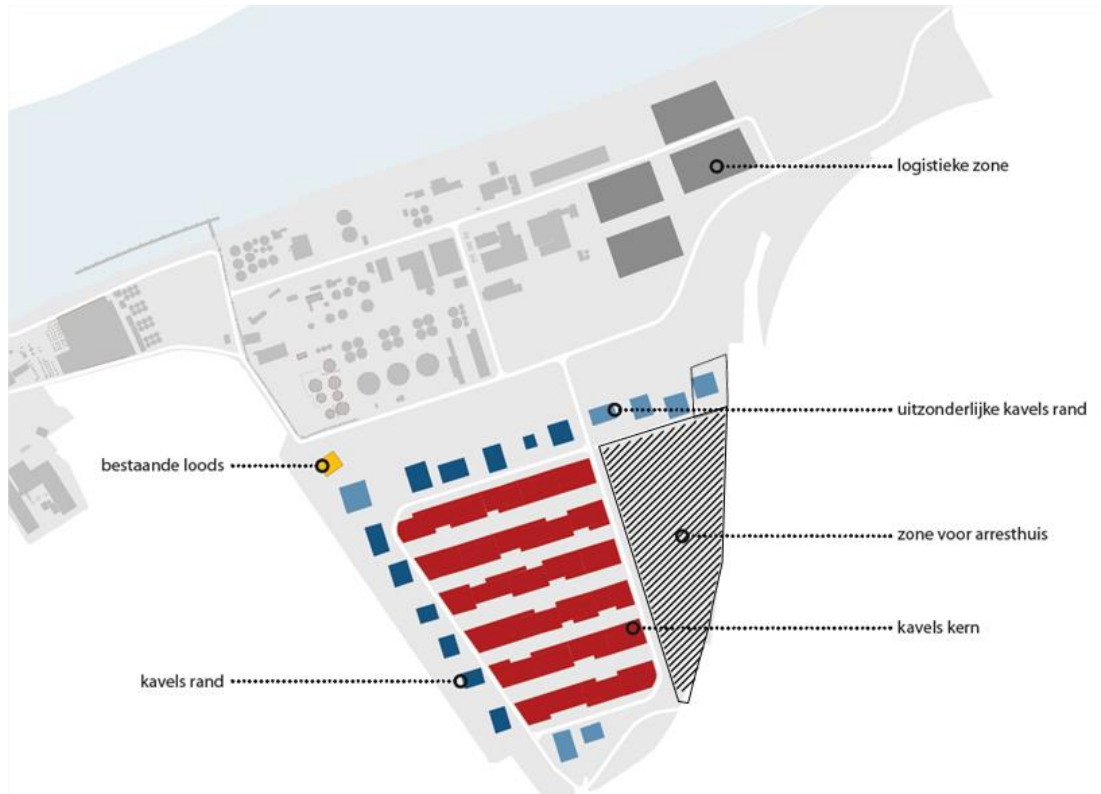 logistieke zone
uitzonderlijke kavels rand
bestaande loods
zone voor arresthuis
kavels kern
kavels rand